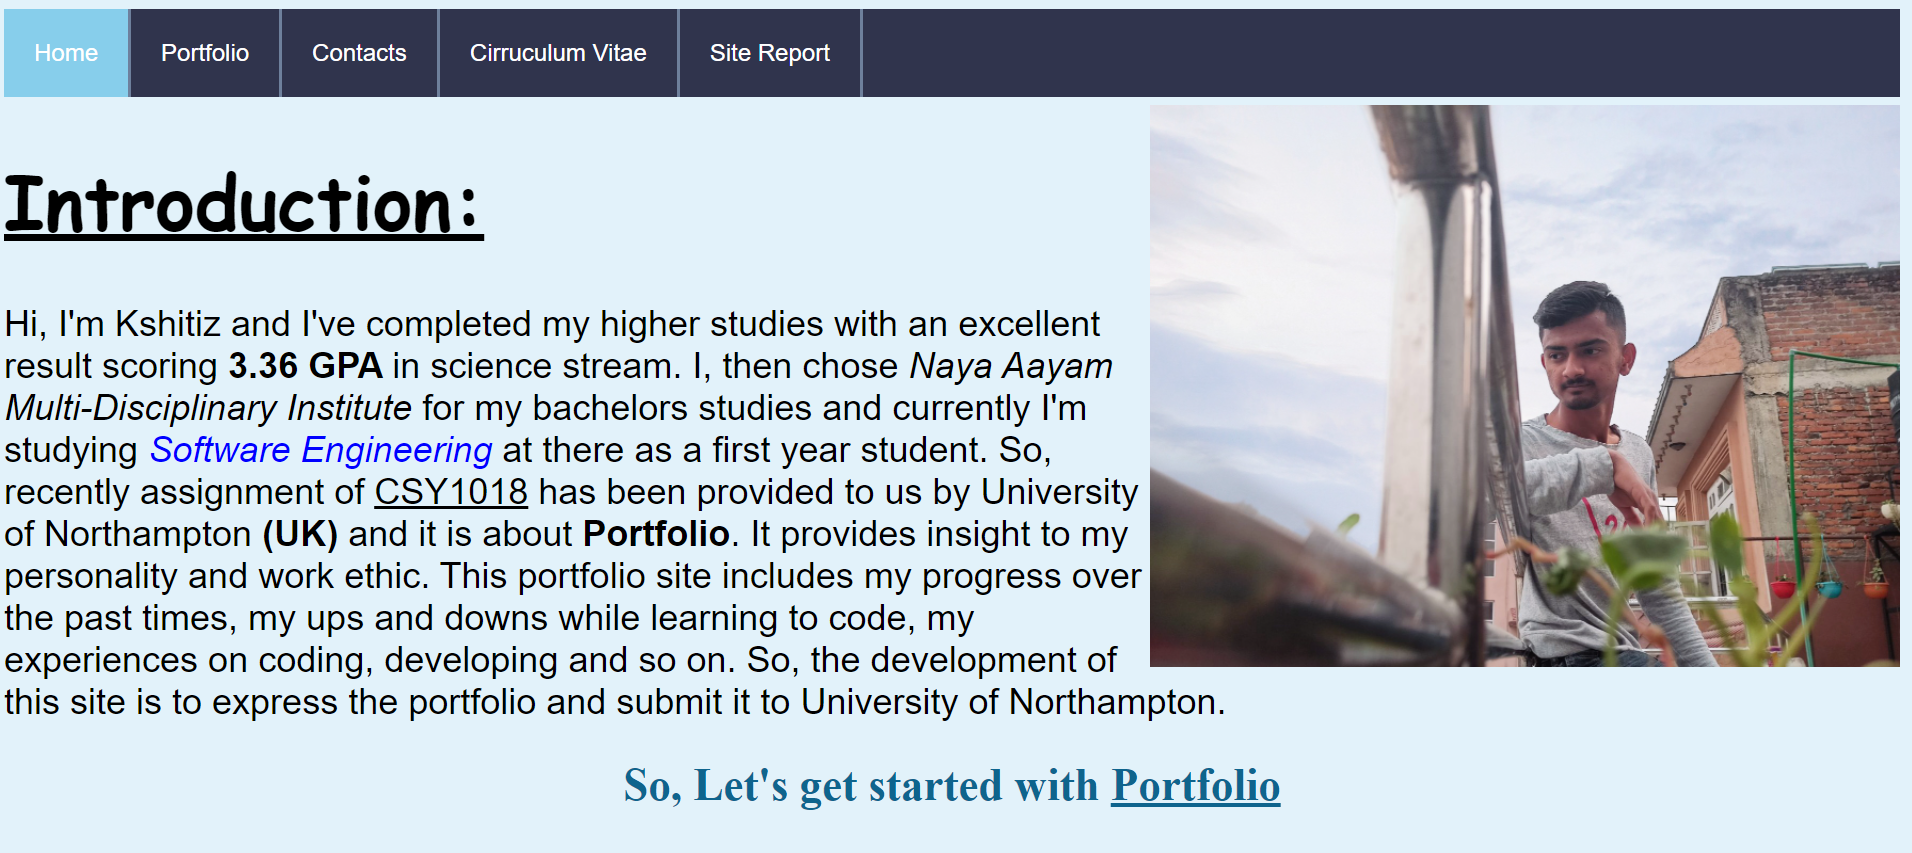 Home Portfolio Contacts Cirruculum Vitae Site Report
Introduction:
Hi, I'm Kshitiz and I've completed my higher studies with an excellent
result scoring 3.36 GPA in science stream. I, then chose Naya Aayam
Multi-Disciplinary Institute for my bachelors studies and currently I'm
studying Software Engineering at there as a first year student. So,
recently assignment of CSY1018 has been provided to us by University
of Northampton (UK) and it is about Portfolio. It provides insight to my
personality and work ethic. This portfolio site includes my progress over
the past times, my ups and downs while learning to code, my
experiences on coding, developing and so on. So, the development of
this site is to express the portfolio and submit it to University of Northampton.
So, Let's get started with Portfolio